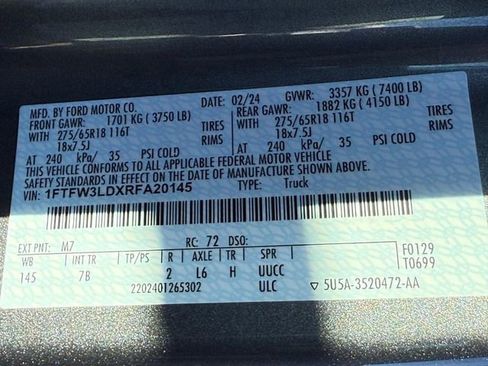 MFD. BY FORD MOTOR CO.
DATE: 02/24 GVWR: 3357 KG ( 7400 LB)
FRONT GAWR: 1701 KG ( 3750 LB) REAR GAWR: 1882 KG ( 4150 LB)
WITH 275/65R18 116T TIRES WITH 275/65R18 116T TIRES
18x7.5J RIMS 18x7.5J RIMS
AT 240 kPa/ 35 PSI COLD AT 240 kPa/ 35 PSI COLD
THIS VEHICLE CONFORMS TO ALL APPLICABLE FEDERAL MOTOR VEHICLE
SAFETY STANDARDS IN EFFECT ON THE DATE OF MANUFACTURE SHOWN ABOVE.
VIN: 1FTFW3LDXRFA20145 TYPE: Truck
F0129
T0699
EXT PNT: M7 RC: 72 DSO:
WB INT TR TP/PS R AXLE TR SPR
145 7B 2 L6 H UUCC
2202401265302 ULC ▽ 5U5A-3520472-AA